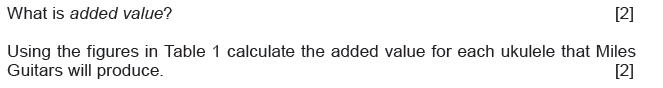 What is added value? [2]
Using the figures in Table 1 calculate the added value for each ukulele that Miles
Guitars will produce. [2]